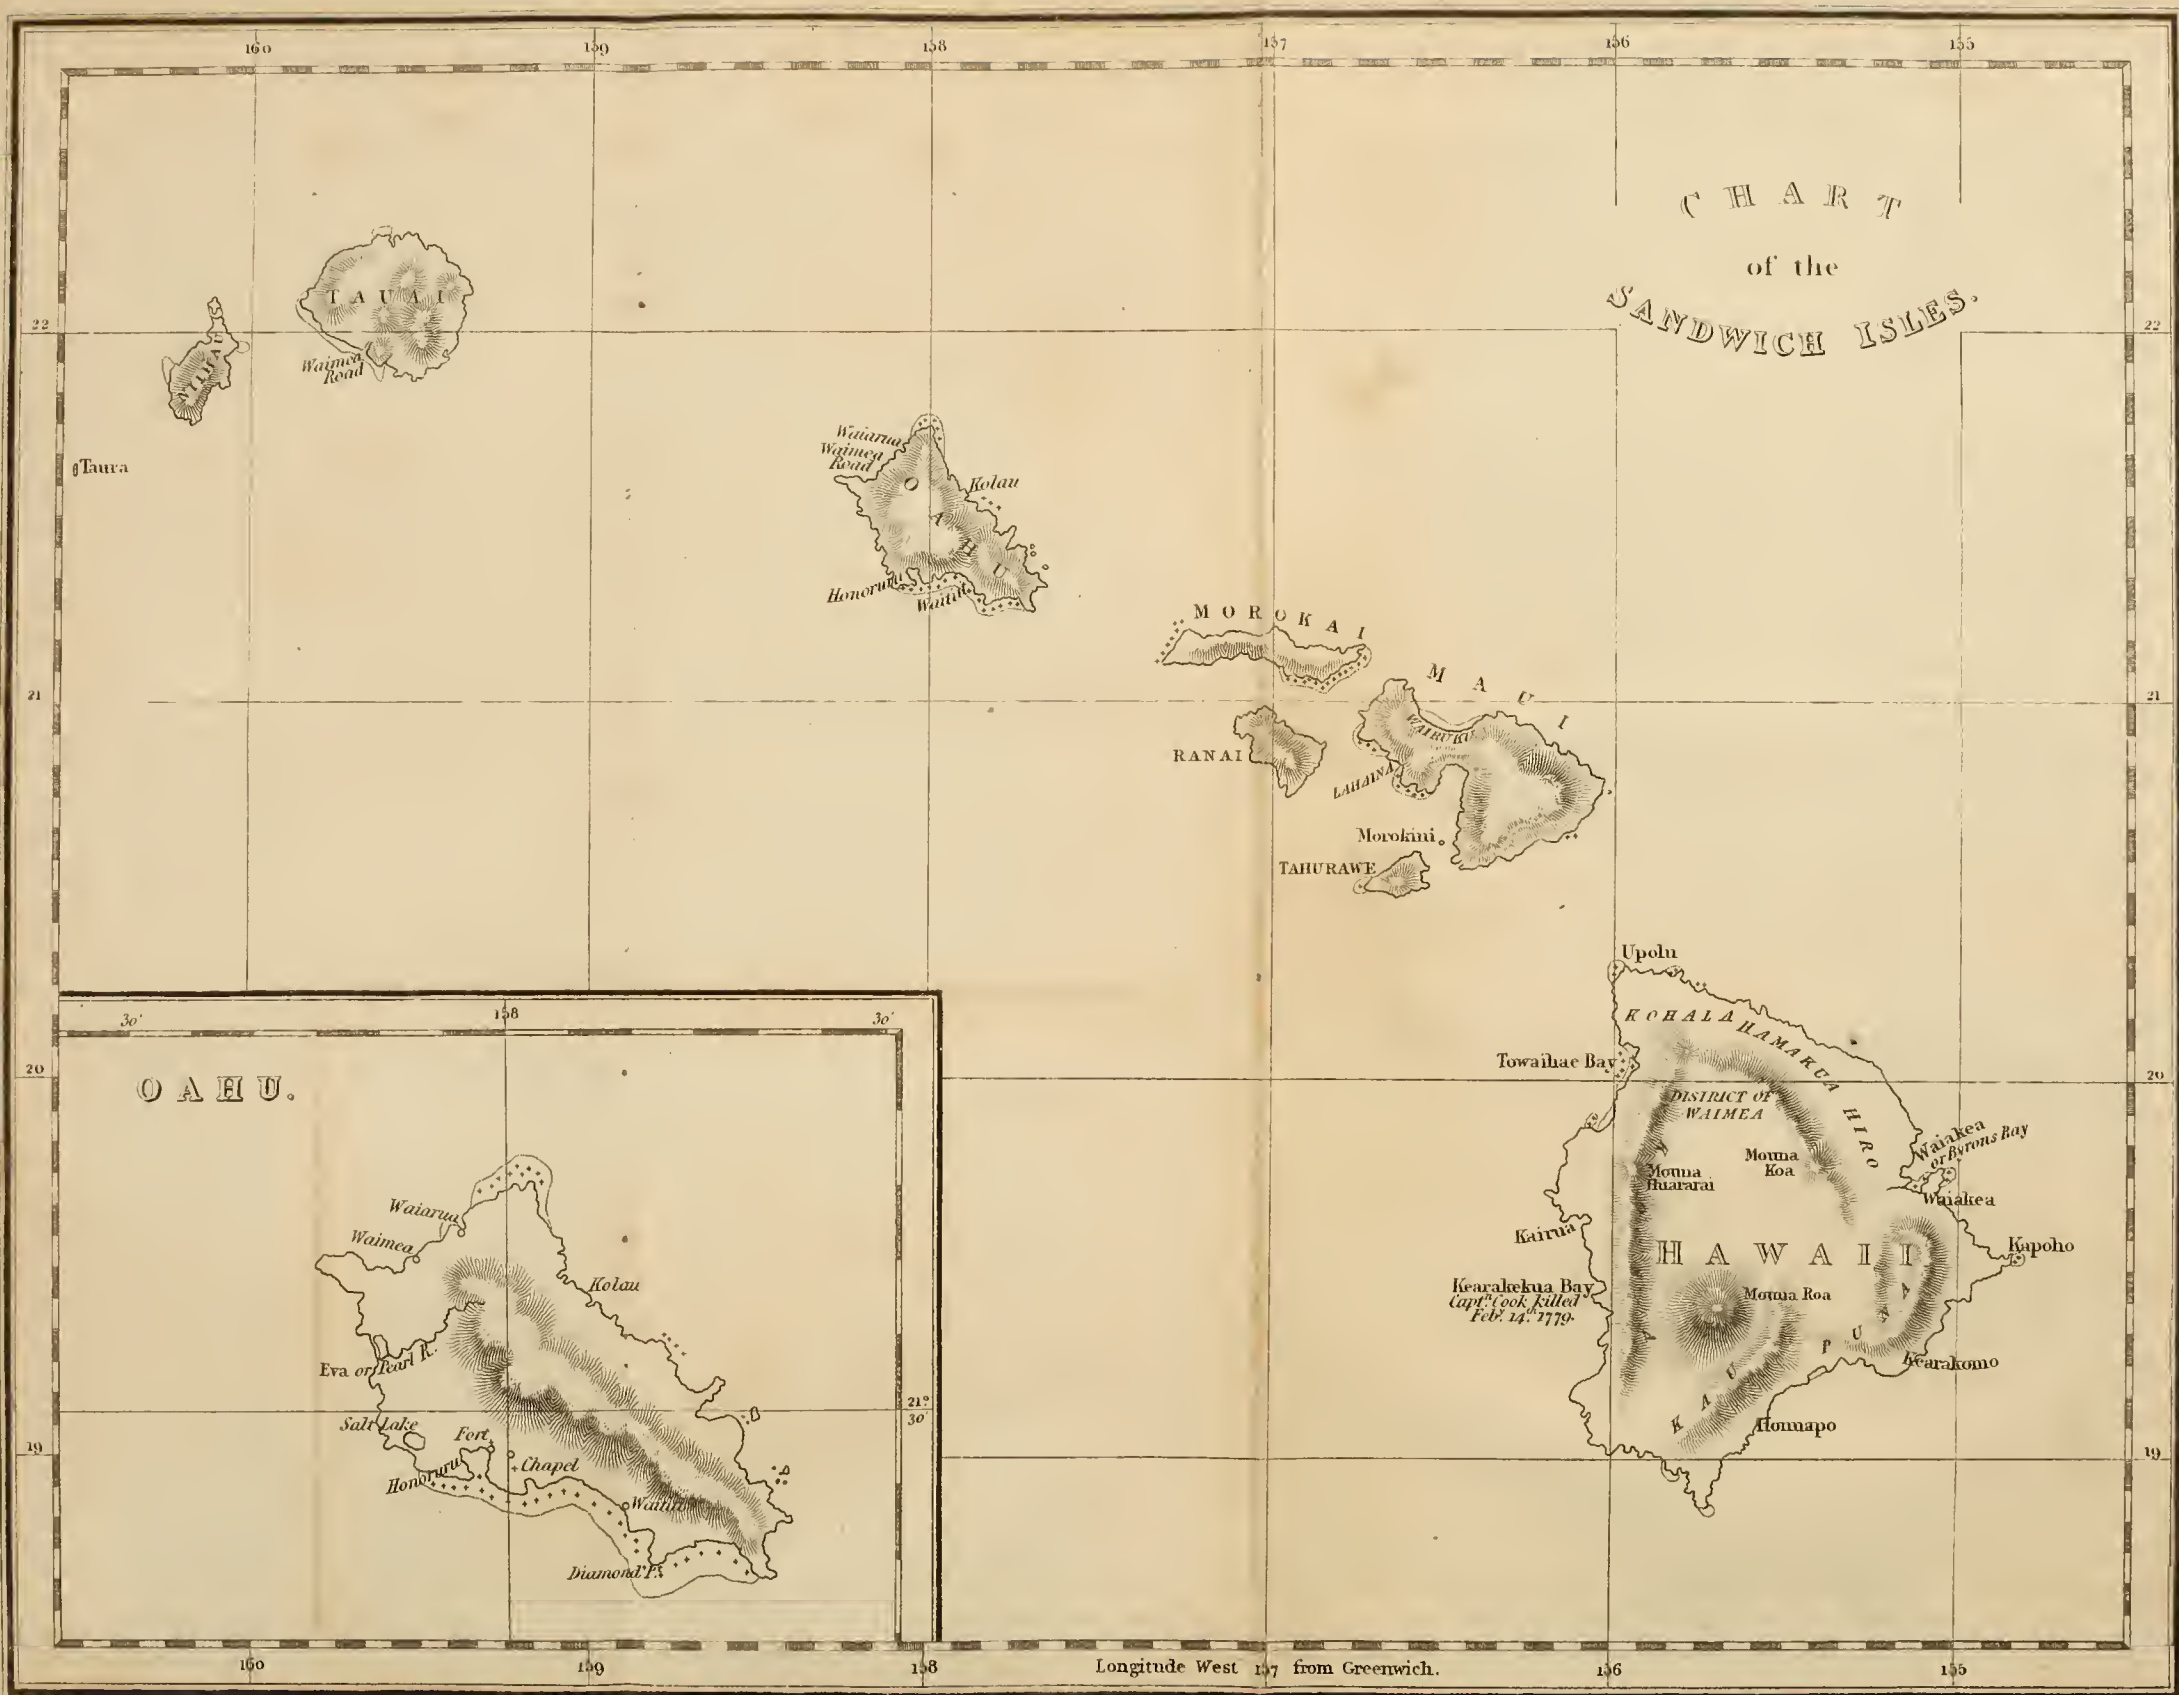 160 159 158 157 156 155
CHART
of the
SANDWICH ISLES.
22
22
TAUAI
NIIHAU
Waimea
Road
Taura
Waiarua
Waimea
Road
OAHU
Kolau
Honoruru
Waititi
MOROKAI
21
21
MAUI
WAIRUKU
RANAI
LAHAINA
Morokini
TAHURAWE
Upolu
KOHALA
HAMAKUA
HIRO
Towaihae Bay
20
20
DISTRICT OF
WAIMEA
Waiakea
or Byrons Bay
Mouna
Koa
Mouna
Huararai
Waiakea
Kairua
HAWAII
Kapoho
Kearakekua Bay
Captn. Cook killed
Feby. 14th. 1779.
Mouna Roa
PUNA
Kearakomo
KAU
Honuapo
19
19
30' 158 30'
OAHU.
Waiarua
Waimea
Kolau
Eva or Pearl R.
21°
30'
Salt Lake
Fort
Chapel
Honoruru
Waititi
Diamond Pt.
160 159 158 Longitude West 157 from Greenwich. 156 155